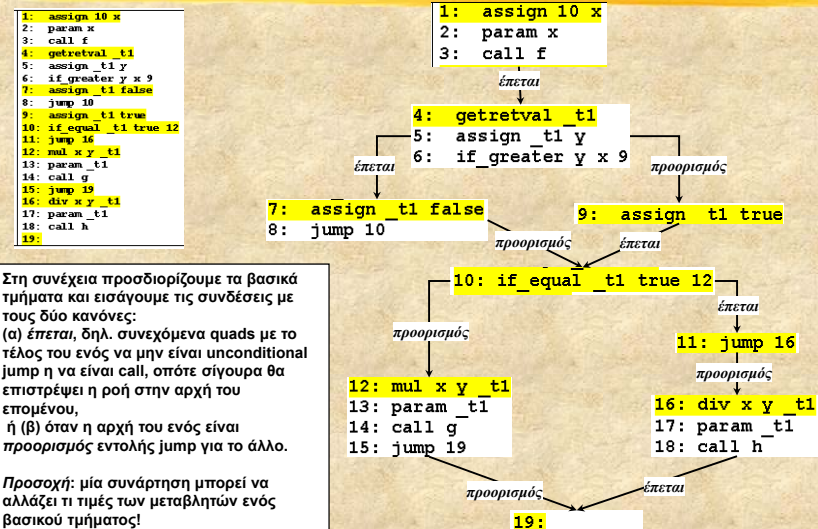 1: assign 10 x
2: param x
3: call f
4: getretval _t1
5: assign _t1 y
6: if_greater y x 9
7: assign _t1 false
8: jump 10
9: assign _t1 true
10: if_equal _t1 true 12
11: jump 16
12: mul x y _t1
13: param _t1
14: call g
15: jump 19
16: div x y _t1
17: param _t1
18: call h
19:
Στη συνέχεια προσδιορίζουμε τα βασικά
τμήματα και εισάγουμε τις συνδέσεις με
τους δύο κανόνες:
(α) έπεται, δηλ. συνεχόμενα quads με το
τέλος του ενός να μην είναι unconditional
jump η να είναι call, οπότε σίγουρα θα
επιστρέψει η ροή στην αρχή του
επομένου,
ή (β) όταν η αρχή του ενός είναι
προορισμός εντολής jump για το άλλο.
Προσοχή: μία συνάρτηση μπορεί να
αλλάζει τι τιμές των μεταβλητών ενός
βασικού τμήματος!
1: assign 10 x
2: param x
3: call f
έπεται
4: getretval _t1
5: assign _t1 y
6: if_greater y x 9
έπεται
προορισμός
7: assign _t1 false
8: jump 10
9: assign t1 true
προορισμός
έπεται
10: if_equal _t1 true 12
προορισμός
έπεται
11: jump 16
προορισμός
12: mul x y _t1
13: param _t1
14: call g
15: jump 19
16: div x y _t1
17: param _t1
18: call h
προορισμός
έπεται
19: